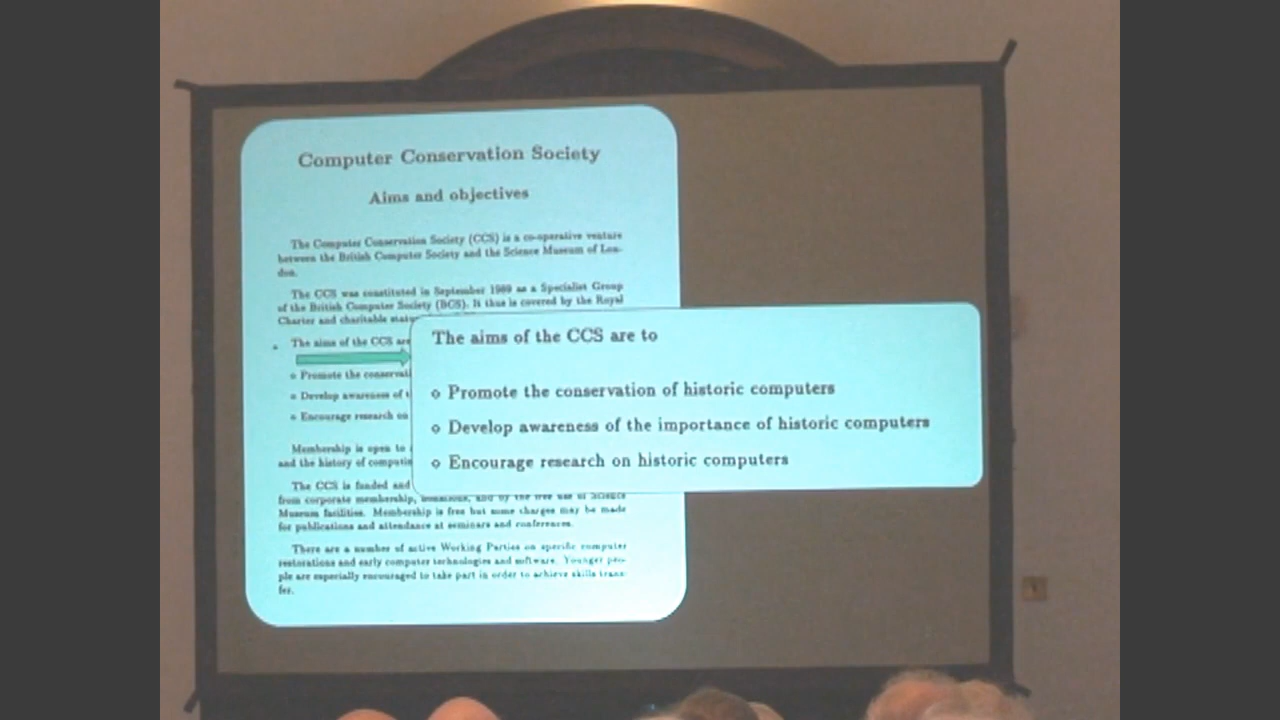 Computer Conservation Society
Aims and objectives
The Computer Conservation Society (CCS) is a co-operative venture
between the British Computer Society and the Science Museum of Lon-
don.
The CCS was constituted in September 1989 as a Specialist Group
of the British Computer Society (BCS). It thus is covered by the Royal
Charter and charitable
The aims of the CCS are
◦ Promote the
◦ Develop awareness of
◦ Encourage research on
Membership is open to
and the history of
The CCS is funded and
from corporate membership, and by the free use of Science
Museum facilities. Membership is free but some charges may be made
for publications and attendance at seminars and conferences.
There are a number of active Working Parties on specific computer
restorations and early computer technologies and software. Younger peo-
ple are especially encouraged to take part in order to achieve skills trans-
fer.
The aims of the CCS are to
⋄ Promote the conservation of historic computers
⋄ Develop awareness of the importance of historic computers
⋄ Encourage research on historic computers